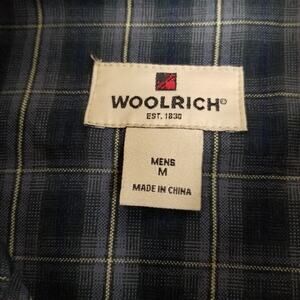 WOOLRICH®
EST. 1830
MENS
M
MADE IN CHINA